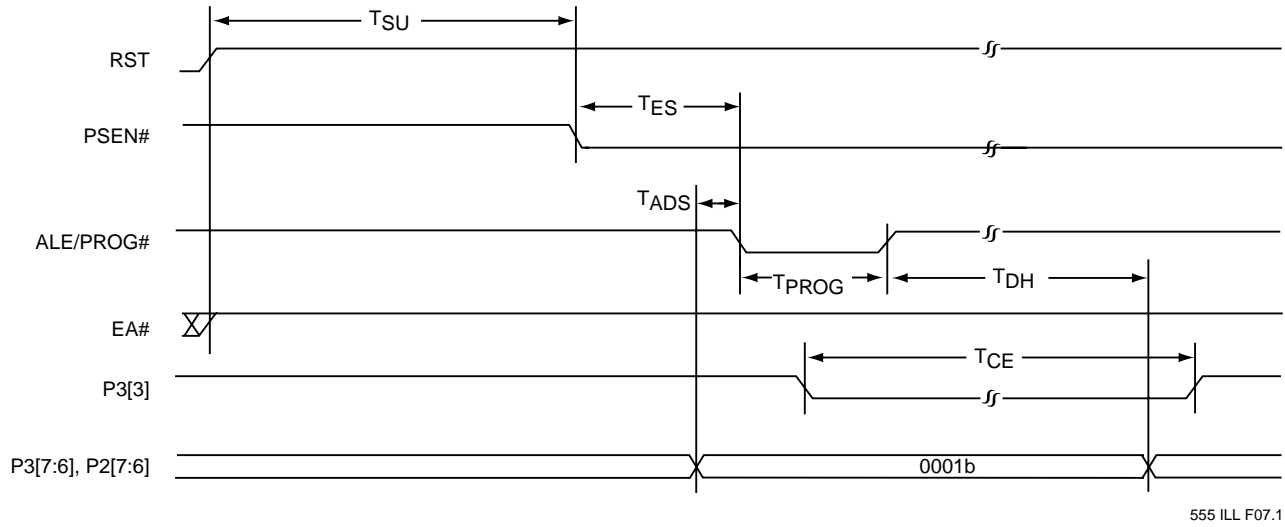 TSU
RST
TES
PSEN#
TADS
ALE/PROG#
TPROG
TDH
EA#
TCE
P3[3]
P3[7:6], P2[7:6]
0001b
555 ILL F07.1